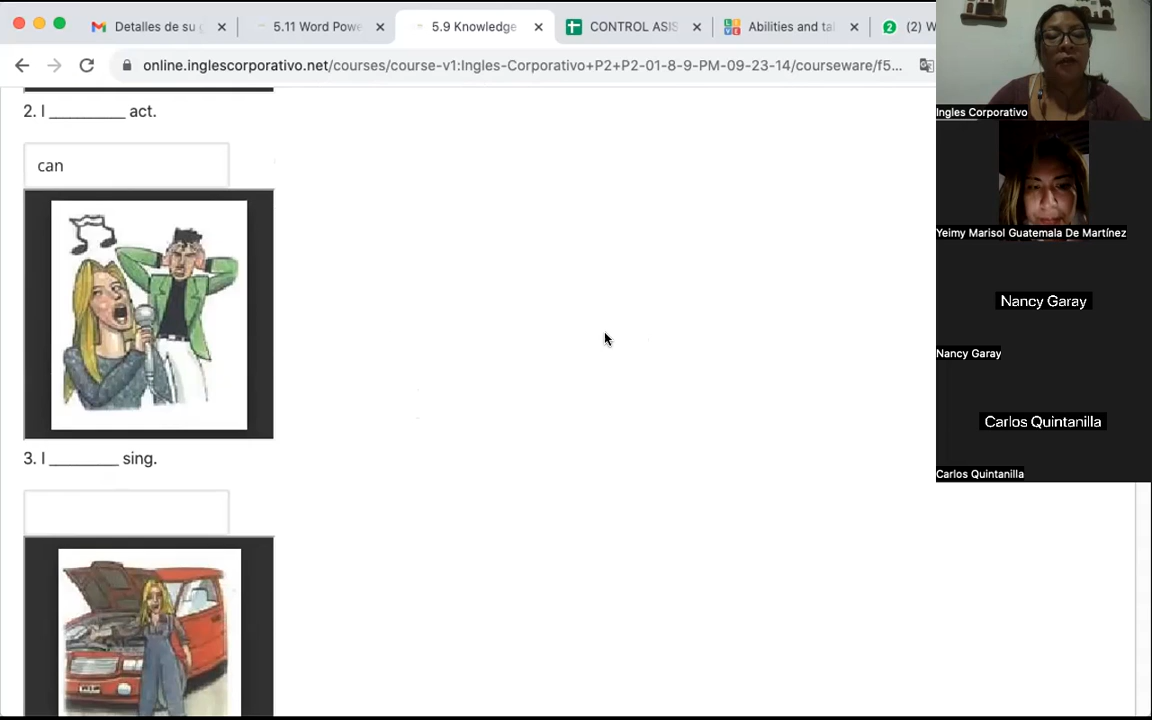 Detalles de su
5.11 Word Powe
5.9 Knowledge
CONTROL ASIS
Abilities and ta
(2) W
online.inglescorporativo.net/courses/course-v1:Ingles-Corporativo+P2+P2-01-8-9-PM-09-23-14/courseware/f5...
2. I __________ act.
can
3. I _________ sing.
Ingles Corporativo
Yeimy Marisol Guatemala De Martínez
Nancy Garay
Nancy Garay
Carlos Quintanilla
Carlos Quintanilla